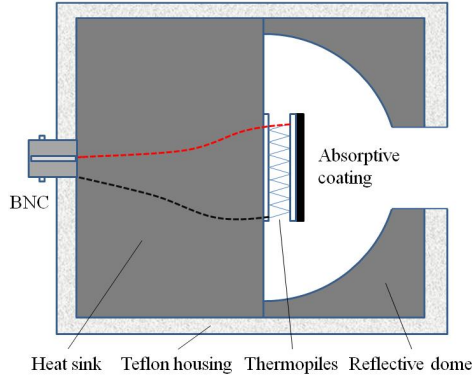 BNC
Absorptive
coating
Heat sink
Teflon housing
Thermopiles
Reflective dome